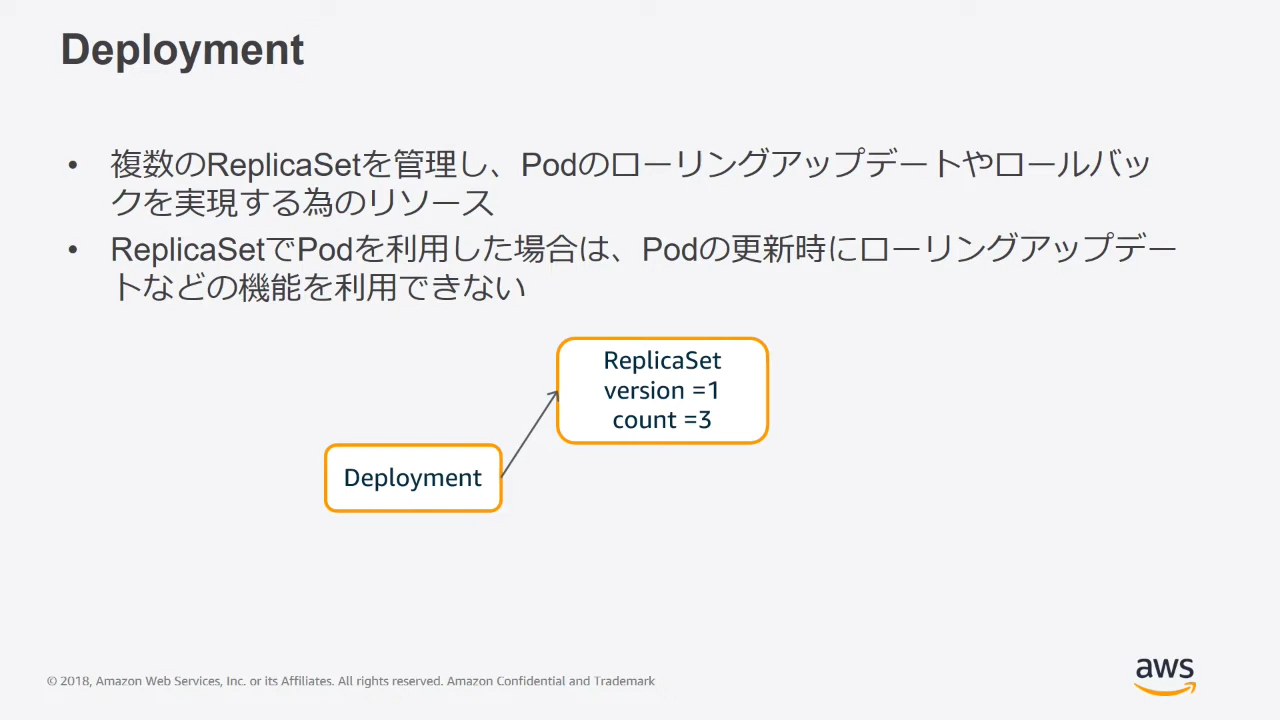 Deployment
• 複数のReplicaSetを管理し、Podのローリングアップデートやロールバッ
クを実現する為のリソース
• ReplicaSetでPodを利用した場合は、Podの更新時にローリングアップデー
トなどの機能を利用できない
ReplicaSet
version =1
count =3
Deployment
© 2018, Amazon Web Services, Inc. or its Affiliates. All rights reserved. Amazon Confidential and Trademark
aws